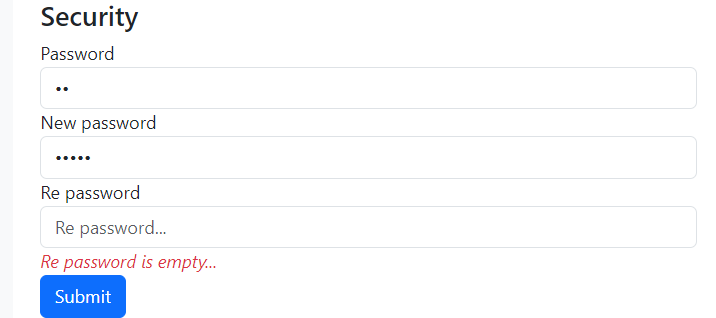 Security
Password
••
New password
•••••
Re password
Re password...
Re password is empty...
Submit